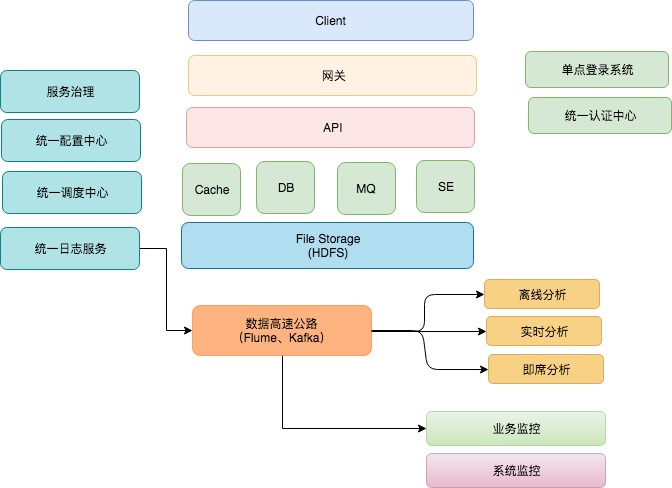 Client
网关
API
Cache
DB
MQ
SE
File Storage
(HDFS)
服务治理
统一配置中心
统一调度中心
统一日志服务
单点登录系统
统一认证中心
数据高速公路
(Flume、Kafka)
离线分析
实时分析
即席分析
业务监控
系统监控